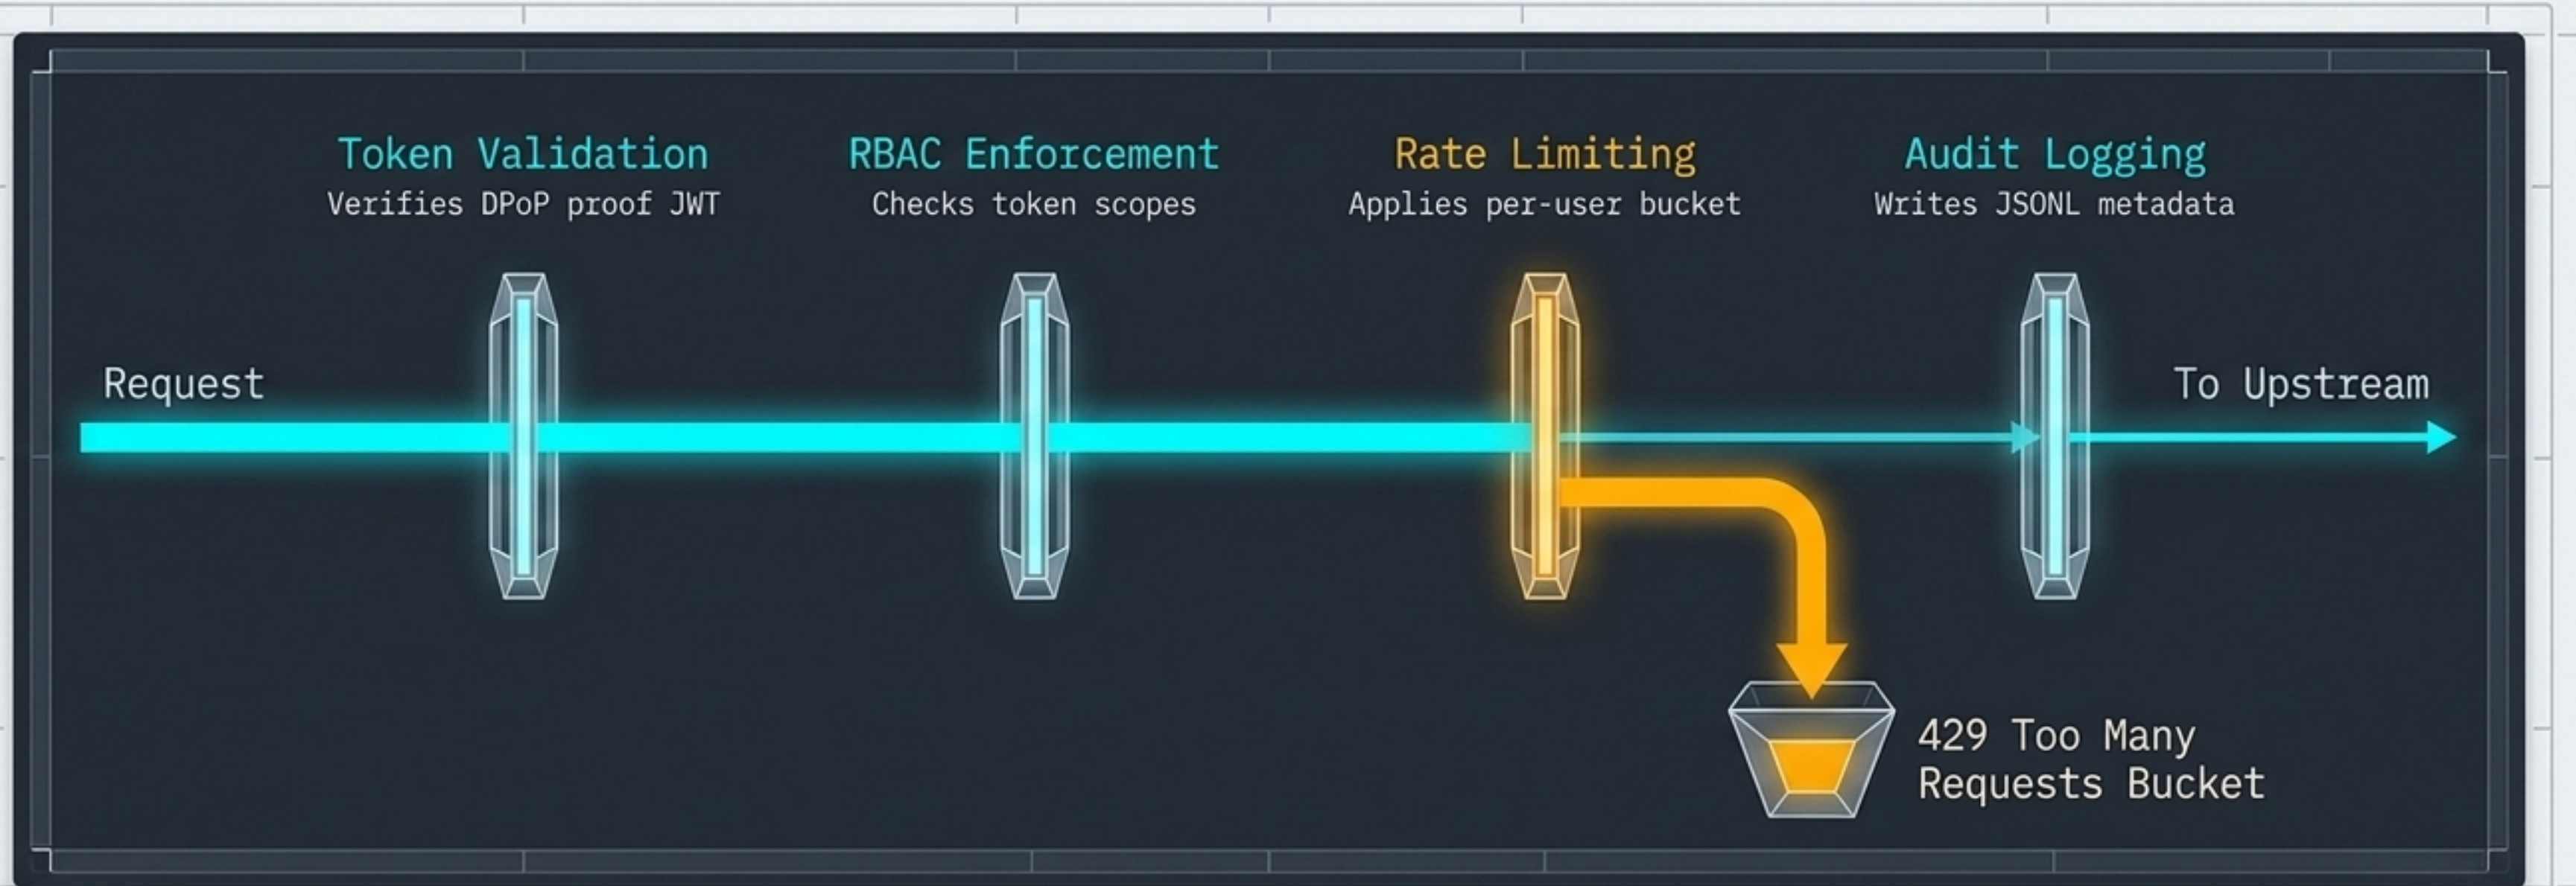 Token Validation
Verifies DPoP proof JWT
RBAC Enforcement
Checks token scopes
Rate Limiting
Applies per-user bucket
Audit Logging
Writes JSONL metadata
Request
To Upstream
429 Too Many
Requests Bucket